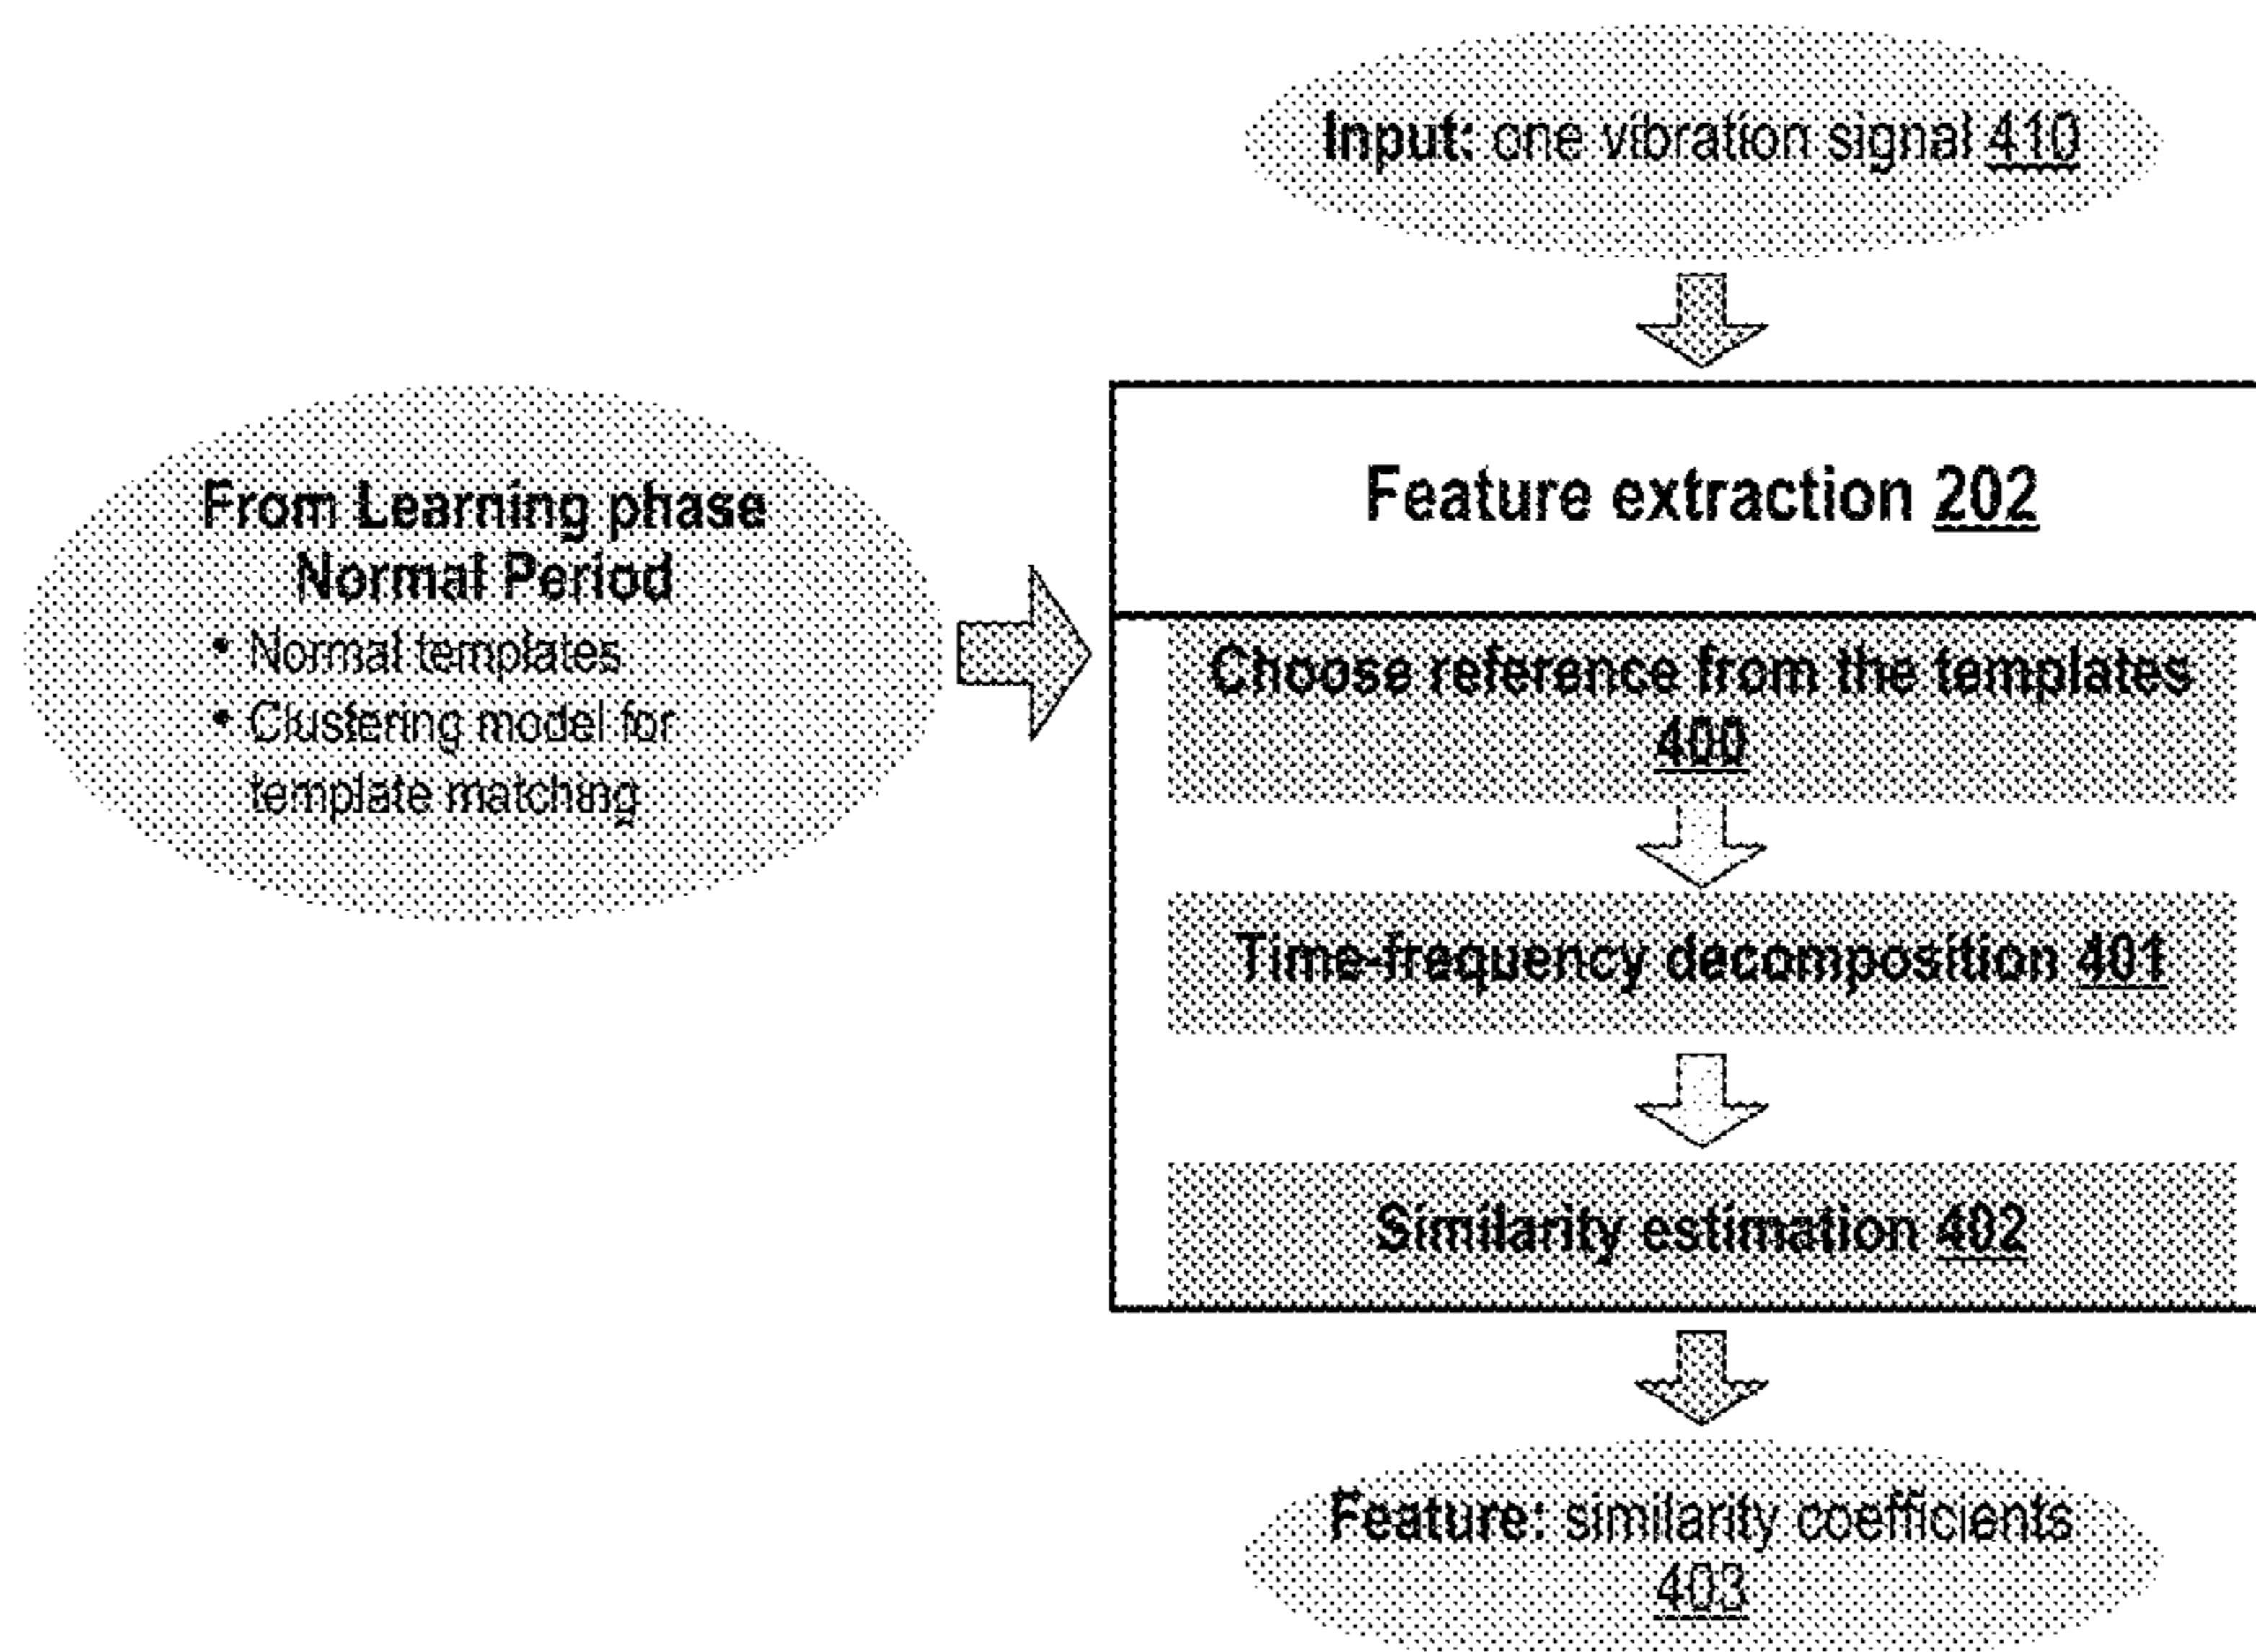 Input: one vibration signal 410
From Learning phase
Normal Period
• Normal templates
• Clustering model for
template matching
Feature extraction 202
Choose reference from the templates
400
Time-frequency decomposition 401
Similarity estimation 402
Feature: similarity coefficients
403